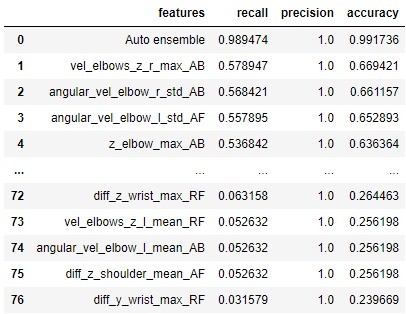 features recall precision accuracy
0 Auto ensemble 0.989474 1.0 0.991736
1 vel_elbows_z_r_max_AB 0.578947 1.0 0.669421
2 angular_vel_elbow_r_std_AB 0.568421 1.0 0.661157
3 angular_vel_elbow_l_std_AF 0.557895 1.0 0.652893
4 z_elbow_max_AB 0.536842 1.0 0.636364
... ... ... ... ...
72 diff_z_wrist_max_RF 0.063158 1.0 0.264463
73 vel_elbows_z_l_mean_RF 0.052632 1.0 0.256198
74 angular_vel_elbow_l_mean_AB 0.052632 1.0 0.256198
75 diff_z_shoulder_mean_AF 0.052632 1.0 0.256198
76 diff_y_wrist_max_RF 0.031579 1.0 0.239669